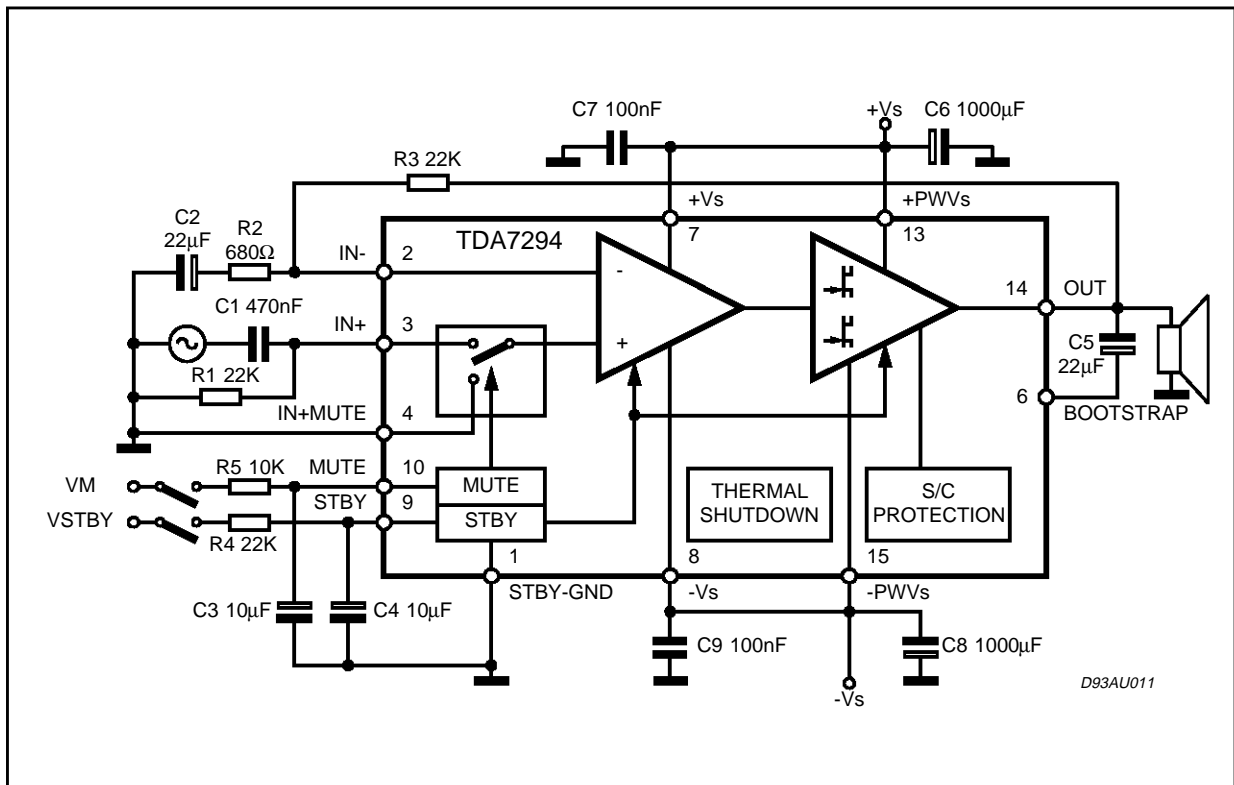 C7 100nF
+Vs
C6 1000µF
R3 22K
+Vs
+PWVs
C2
22µF
R2
680Ω
IN-
2
TDA7294
7
13
-
C1 470nF
IN+
3
+
14
OUT
R1 22K
C5
22µF
IN+MUTE
4
6
BOOTSTRAP
VM
R5 10K
MUTE
10
MUTE
THERMAL
SHUTDOWN
S/C
PROTECTION
VSTBY
R4 22K
STBY
9
STBY
1
8
15
STBY-GND
-Vs
-PWVs
C3 10µF
C4 10µF
C9 100nF
C8 1000µF
-Vs
D93AU011